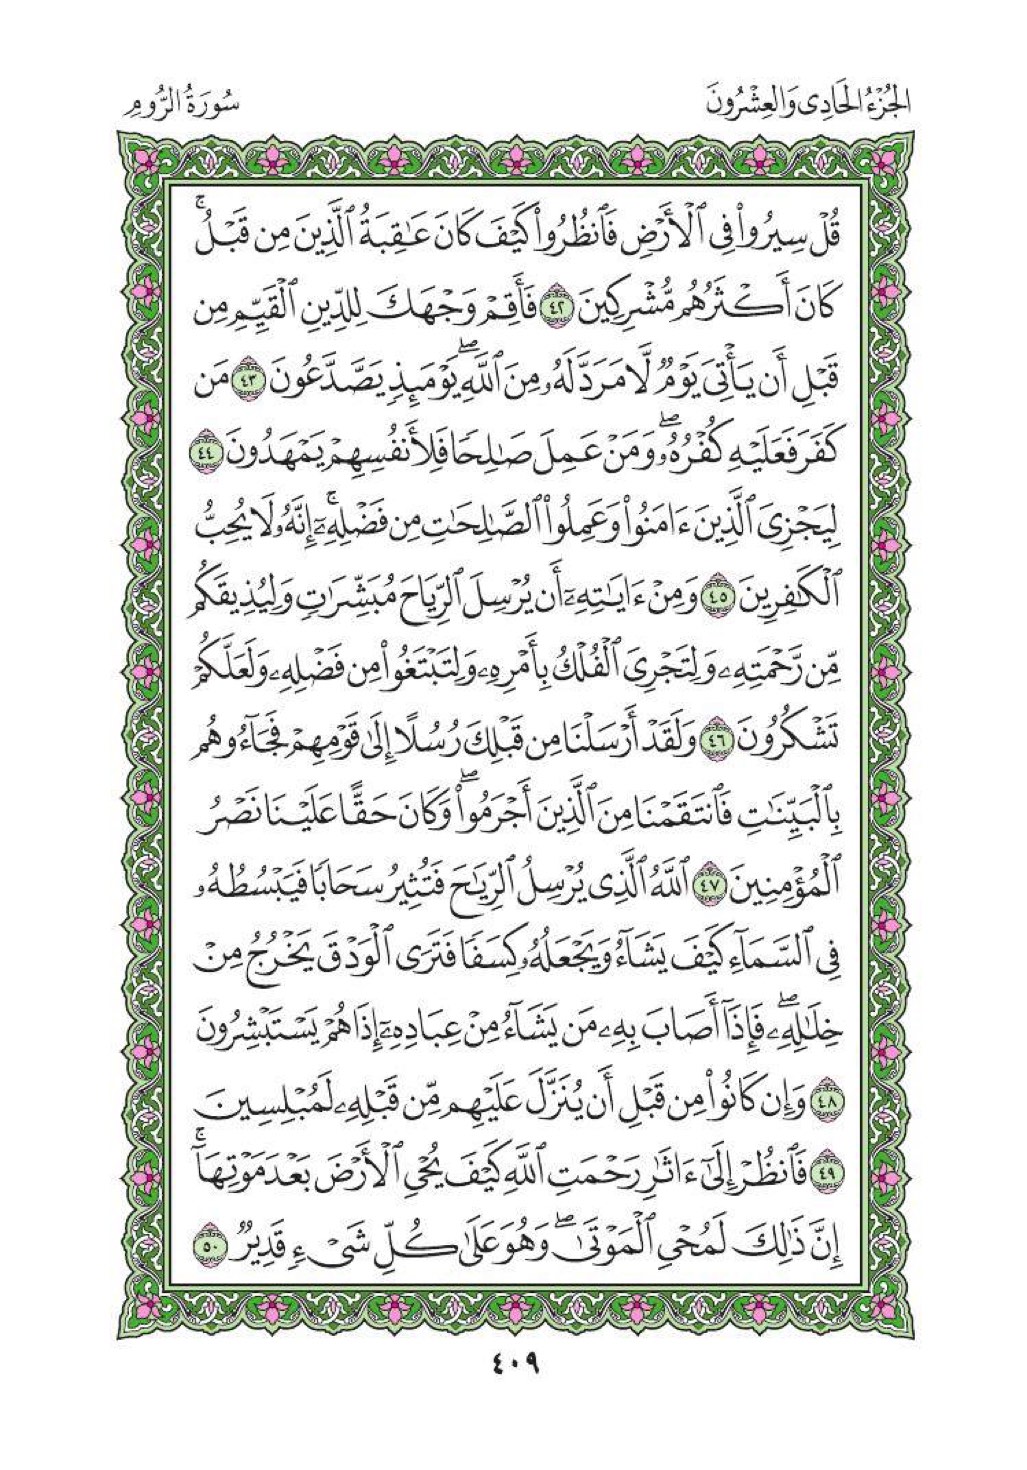 الجُزْءُ الحَادِى وَالعِشْرُونَ
سُورَةُ الرُّومِ
قُلْ سِيرُوا۟ فِى ٱلْأَرْضِ فَٱنظُرُوا۟ كَيْفَ كَانَ عَـٰقِبَةُ ٱلَّذِينَ مِن قَبْلُ ۚ
كَانَ أَكْثَرُهُم مُّشْرِكِينَ ٤٢ فَأَقِمْ وَجْهَكَ لِلدِّينِ ٱلْقَيِّمِ مِن
قَبْلِ أَن يَأْتِىَ يَوْمٌ لَّا مَرَدَّ لَهُۥ مِنَ ٱللَّهِ ۖ يَوْمَئِذٍ يَصَّدَّعُونَ ٤٣ مَن
كَفَرَ فَعَلَيْهِ كُفْرُهُۥ ۖ وَمَنْ عَمِلَ صَـٰلِحًا فَلِأَنفُسِهِمْ يَمْهَدُونَ ٤٤
لِيَجْزِىَ ٱلَّذِينَ ءَامَنُوا۟ وَعَمِلُوا۟ ٱلصَّـٰلِحَـٰتِ مِن فَضْلِهِۦٓ ۚ إِنَّهُۥ لَا يُحِبُّ
ٱلْكَـٰفِرِينَ ٤٥ وَمِنْ ءَايَـٰتِهِۦٓ أَن يُرْسِلَ ٱلرِّيَاحَ مُبَشِّرَٰتٍ وَلِيُذِيقَكُم
مِّن رَّحْمَتِهِۦ وَلِتَجْرِىَ ٱلْفُلْكُ بِأَمْرِهِۦ وَلِتَبْتَغُوا۟ مِن فَضْلِهِۦ وَلَعَلَّكُمْ
تَشْكُرُونَ ٤٦ وَلَقَدْ أَرْسَلْنَا مِن قَبْلِكَ رُسُلًا إِلَىٰ قَوْمِهِمْ فَجَآءُوهُم
بِٱلْبَيِّنَـٰتِ فَٱنتَقَمْنَا مِنَ ٱلَّذِينَ أَجْرَمُوا۟ ۖ وَكَانَ حَقًّا عَلَيْنَا نَصْرُ
ٱلْمُؤْمِنِينَ ٤٧ ٱللَّهُ ٱلَّذِى يُرْسِلُ ٱلرِّيَـٰحَ فَتُثِيرُ سَحَابًا فَيَبْسُطُهُۥ
فِى ٱلسَّمَآءِ كَيْفَ يَشَآءُ وَيَجْعَلُهُۥ كِسَفًا فَتَرَى ٱلْوَدْقَ يَخْرُجُ مِنْ
خِلَـٰلِهِۦ ۖ فَإِذَآ أَصَابَ بِهِۦ مَن يَشَآءُ مِنْ عِبَادِهِۦٓ إِذَا هُمْ يَسْتَبْشِرُونَ
٤٨ وَإِن كَانُوا۟ مِن قَبْلِ أَن يُنَزَّلَ عَلَيْهِم مِّن قَبْلِهِۦ لَمُبْلِسِينَ
٤٩ فَٱنظُرْ إِلَىٰٓ ءَاثَـٰرِ رَحْمَتِ ٱللَّهِ كَيْفَ يُحْىِ ٱلْأَرْضَ بَعْدَ مَوْتِهَآ ۚ
إِنَّ ذَٰلِكَ لَمُحْىِ ٱلْمَوْتَىٰ ۖ وَهُوَ عَلَىٰ كُلِّ شَىْءٍ قَدِيرٌ ٥٠
٤٠٩